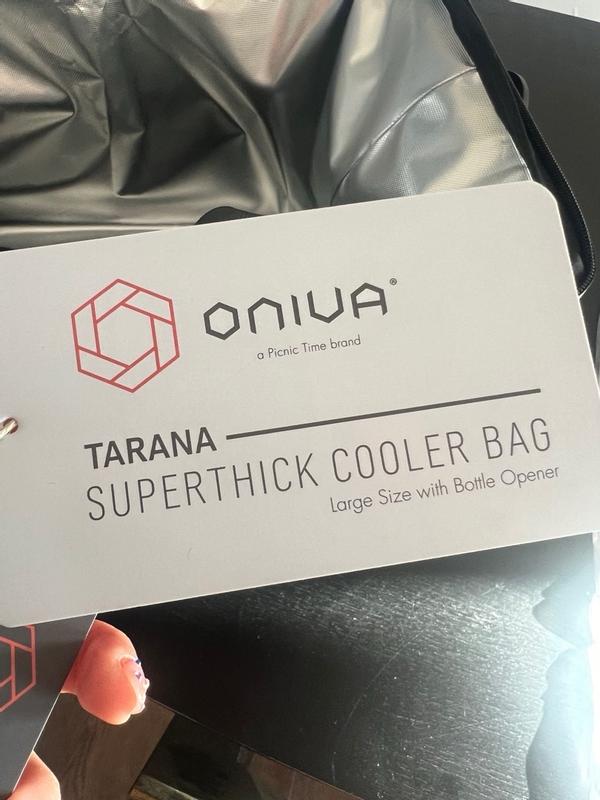 ONIVA®
a Picnic Time brand
TARANA
SUPERTHICK COOLER BAG
Large Size with Bottle Opener